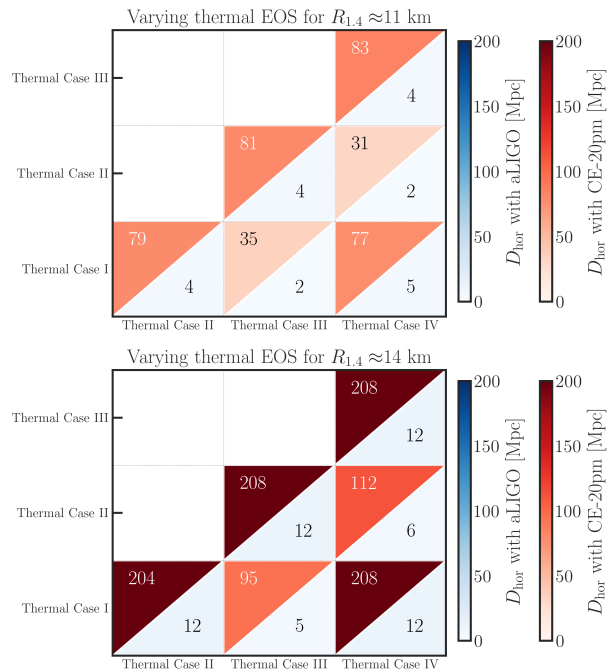 Varying thermal EOS for R1.4 ≈11 km
Thermal Case III
83
4
Thermal Case II
81
4
31
2
Thermal Case I
79
4
35
2
77
5
Thermal Case II
Thermal Case III
Thermal Case IV
200
150
100
50
0
Dhor with aLIGO [Mpc]
200
150
100
50
0
Dhor with CE-20pm [Mpc]
Varying thermal EOS for R1.4 ≈14 km
Thermal Case III
208
12
Thermal Case II
208
12
112
6
Thermal Case I
204
12
95
5
208
12
Thermal Case II
Thermal Case III
Thermal Case IV
200
150
100
50
0
Dhor with aLIGO [Mpc]
200
150
100
50
0
Dhor with CE-20pm [Mpc]